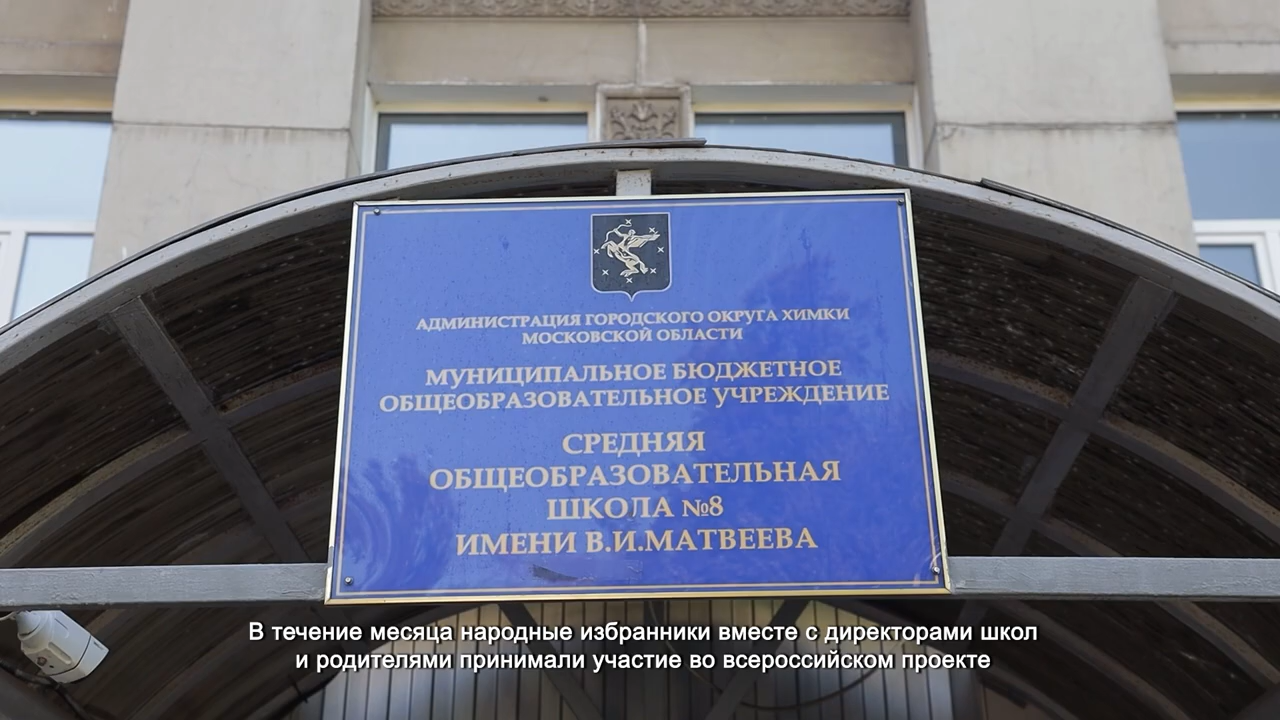 АДМИНИСТРАЦИЯ ГОРОДСКОГО ОКРУГА ХИМКИ
МОСКОВСКОЙ ОБЛАСТИ
МУНИЦИПАЛЬНОЕ БЮДЖЕТНОЕ
ОБЩЕОБРАЗОВАТЕЛЬНОЕ УЧРЕЖДЕНИЕ
СРЕДНЯЯ
ОБЩЕОБРАЗОВАТЕЛЬНАЯ
ШКОЛА №8
ИМЕНИ В.И.МАТВЕЕВА
В течение месяца народные избранники вместе с директорами школ
и родителями принимали участие во всероссийском проекте